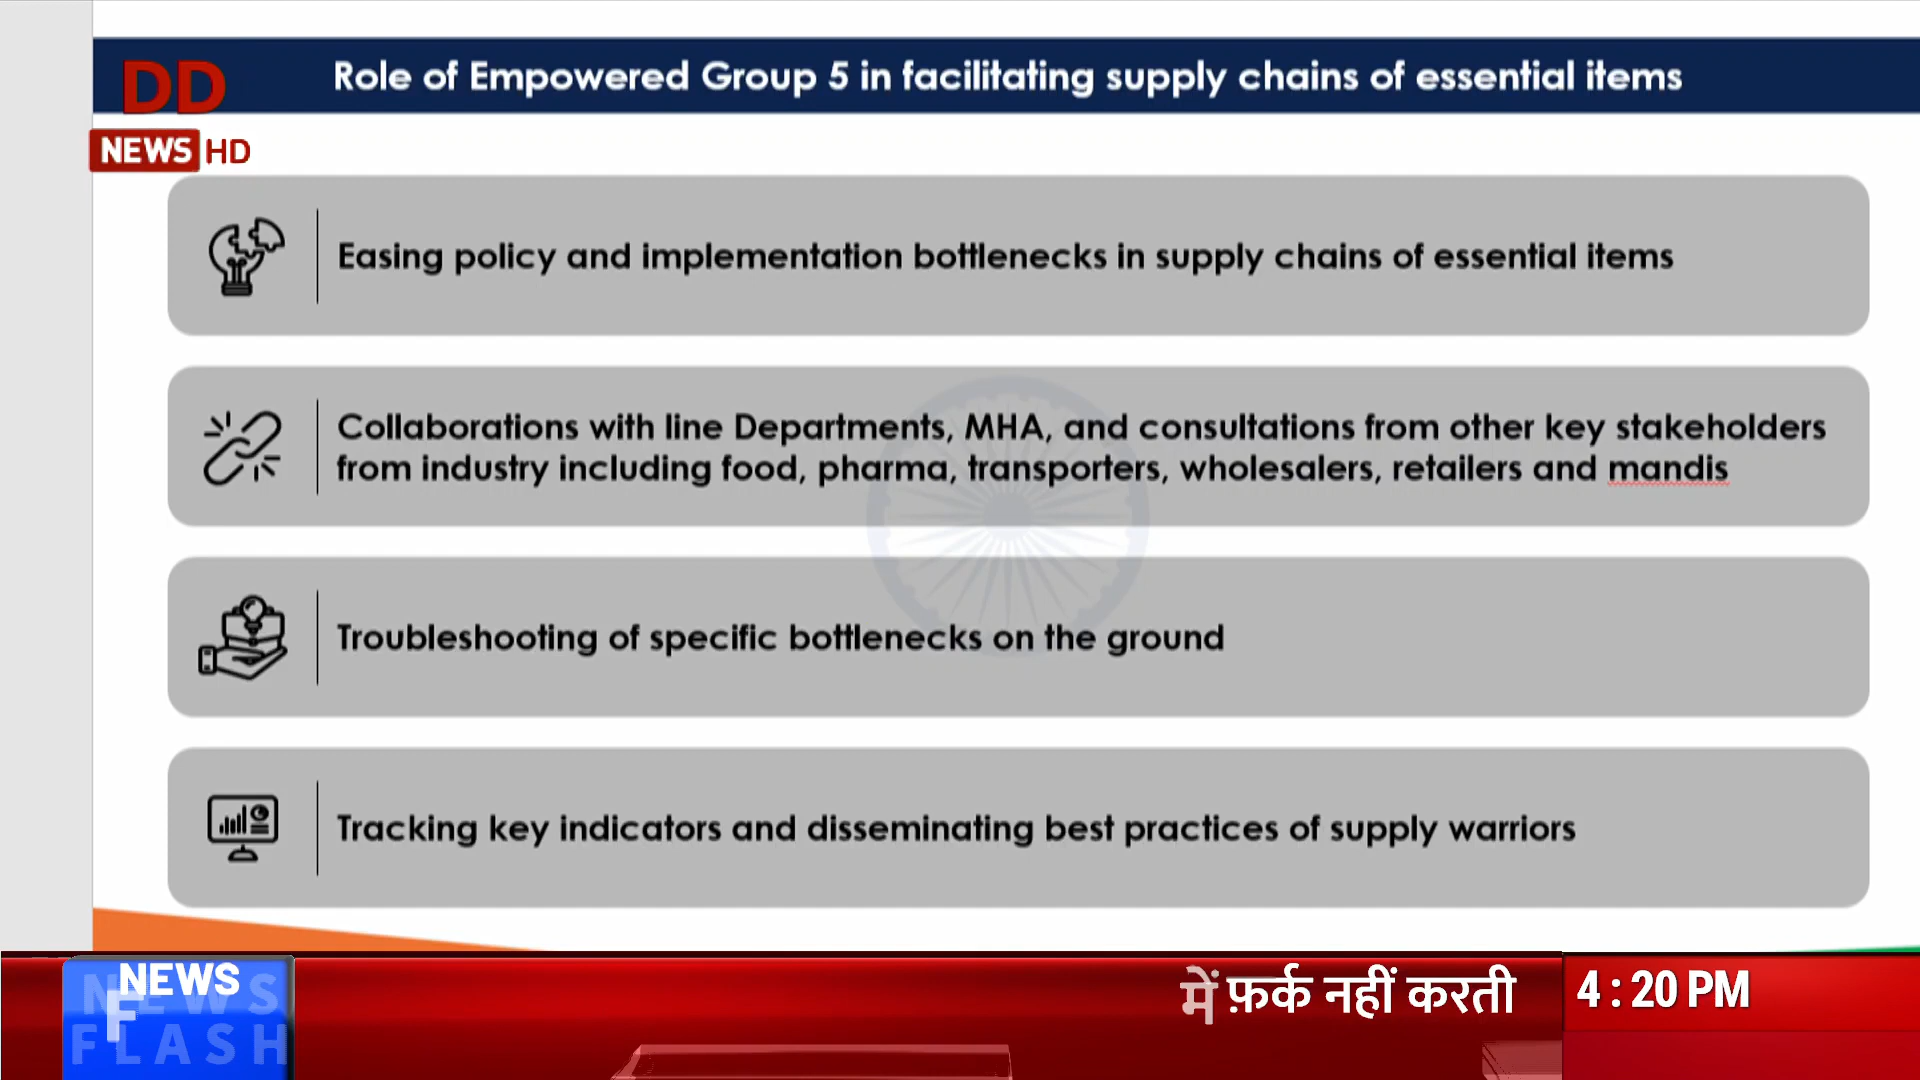 DD
NEWS HD
Role of Empowered Group 5 in facilitating supply chains of essential items
Easing policy and implementation bottlenecks in supply chains of essential items
Collaborations with line Departments, MHA, and consultations from other key stakeholders
from industry including food, pharma, transporters, wholesalers, retailers and mandis
Troubleshooting of specific bottlenecks on the ground
Tracking key indicators and disseminating best practices of supply warriors
NEWS
F
NEWS
FLASH
में फ़र्क नहीं करती
4 : 20 PM